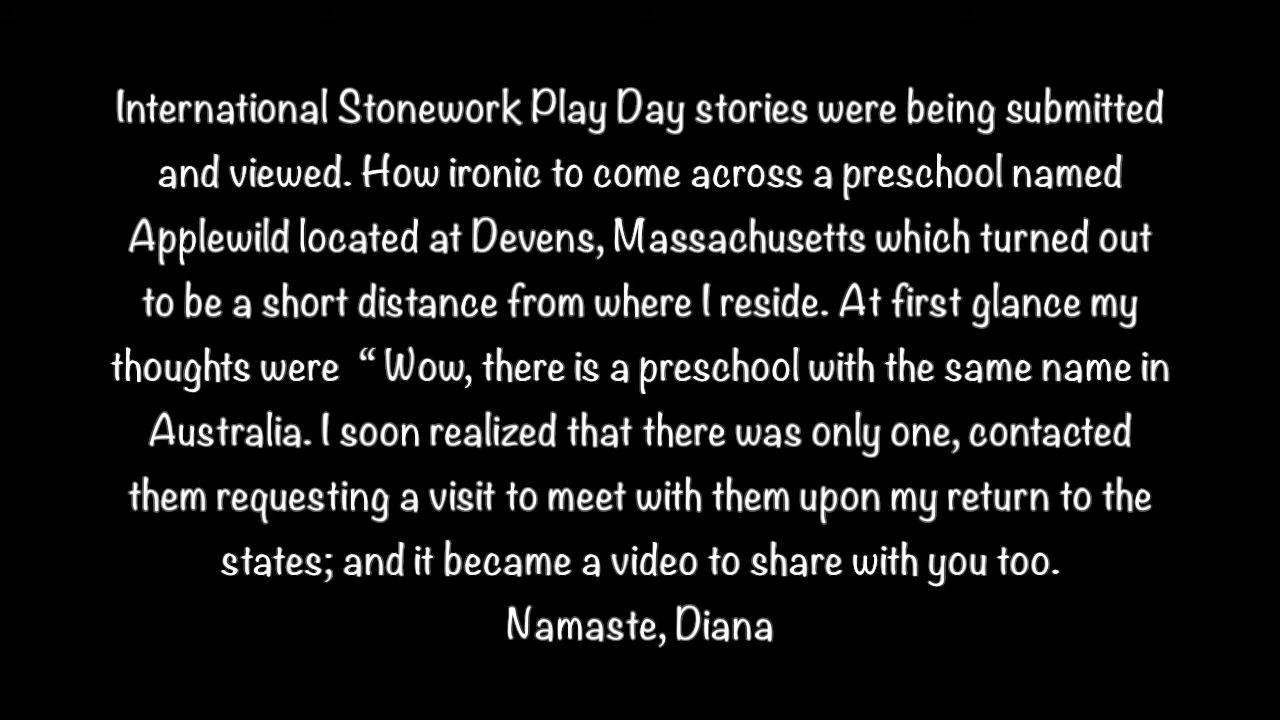 International Stonework Play Day stories were being submitted
and viewed. How ironic to come across a preschool named
Applewild located at Devens, Massachusetts which turned out
to be a short distance from where I reside. At first glance my
thoughts were “ Wow, there is a preschool with the same name in
Australia. I soon realized that there was only one, contacted
them requesting a visit to meet with them upon my return to the
states; and it became a video to share with you too.
Namaste, Diana